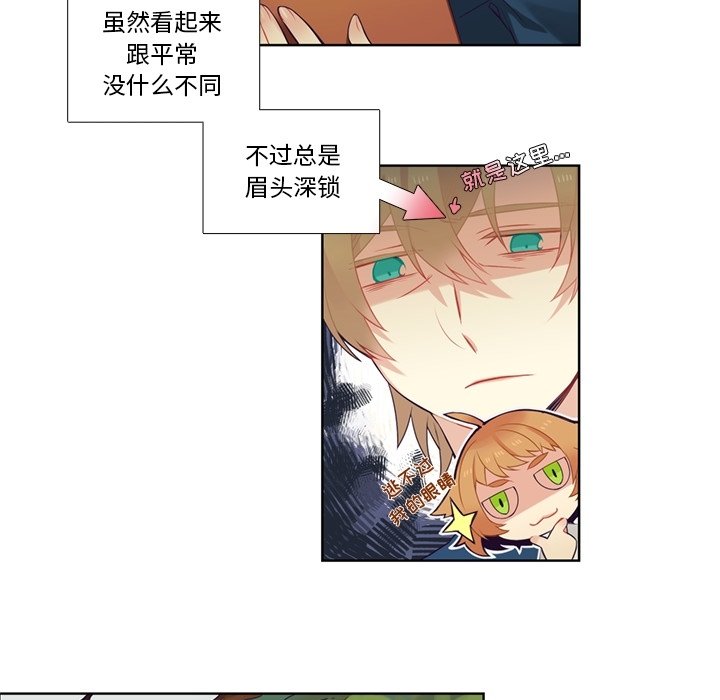 虽然看起来
跟平常
没什么不同
不过总是
眉头深锁
就是这里...
逃不过
我的眼睛